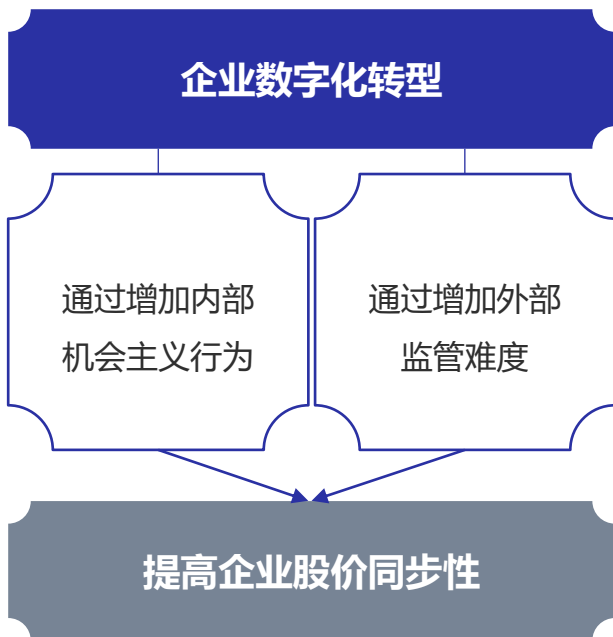 企业数字化转型
通过增加内部
机会主义行为
通过增加外部
监管难度
提高企业股价同步性